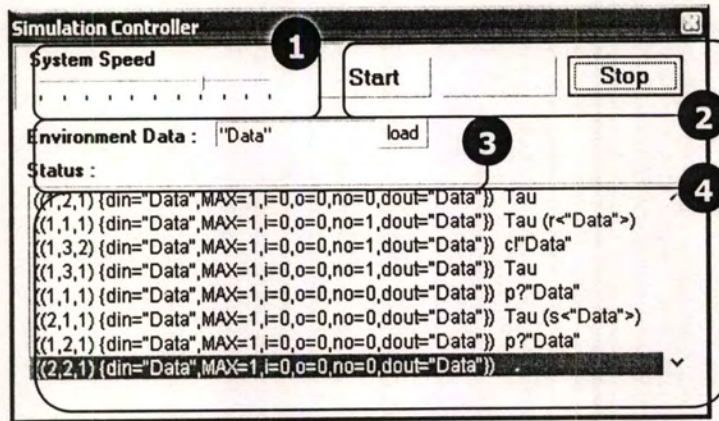 Simulation Controller
1
System Speed
Start
Stop
2
Environment Data : "Data" load
3
Status :
4
((1,2,1) {din="Data",MAX=1,i=0,o=0,no=0,dout="Data"}) Tau
((1,1,1) {din="Data",MAX=1,i=0,o=0,no=1,dout="Data"}) Tau (r<"Data">)
((1,3,2) {din="Data",MAX=1,i=0,o=0,no=1,dout="Data"}) c!"Data"
((1,3,1) {din="Data",MAX=1,i=0,o=0,no=1,dout="Data"}) Tau
((1,1,1) {din="Data",MAX=1,i=0,o=0,no=0,dout="Data"}) p?"Data"
((2,1,1) {din="Data",MAX=1,i=0,o=0,no=0,dout="Data"}) Tau (s<"Data">)
((1,2,1) {din="Data",MAX=1,i=0,o=0,no=0,dout="Data"}) p?"Data"
((2,2,1) {din="Data",MAX=1,i=0,o=0,no=0,dout="Data"}) .